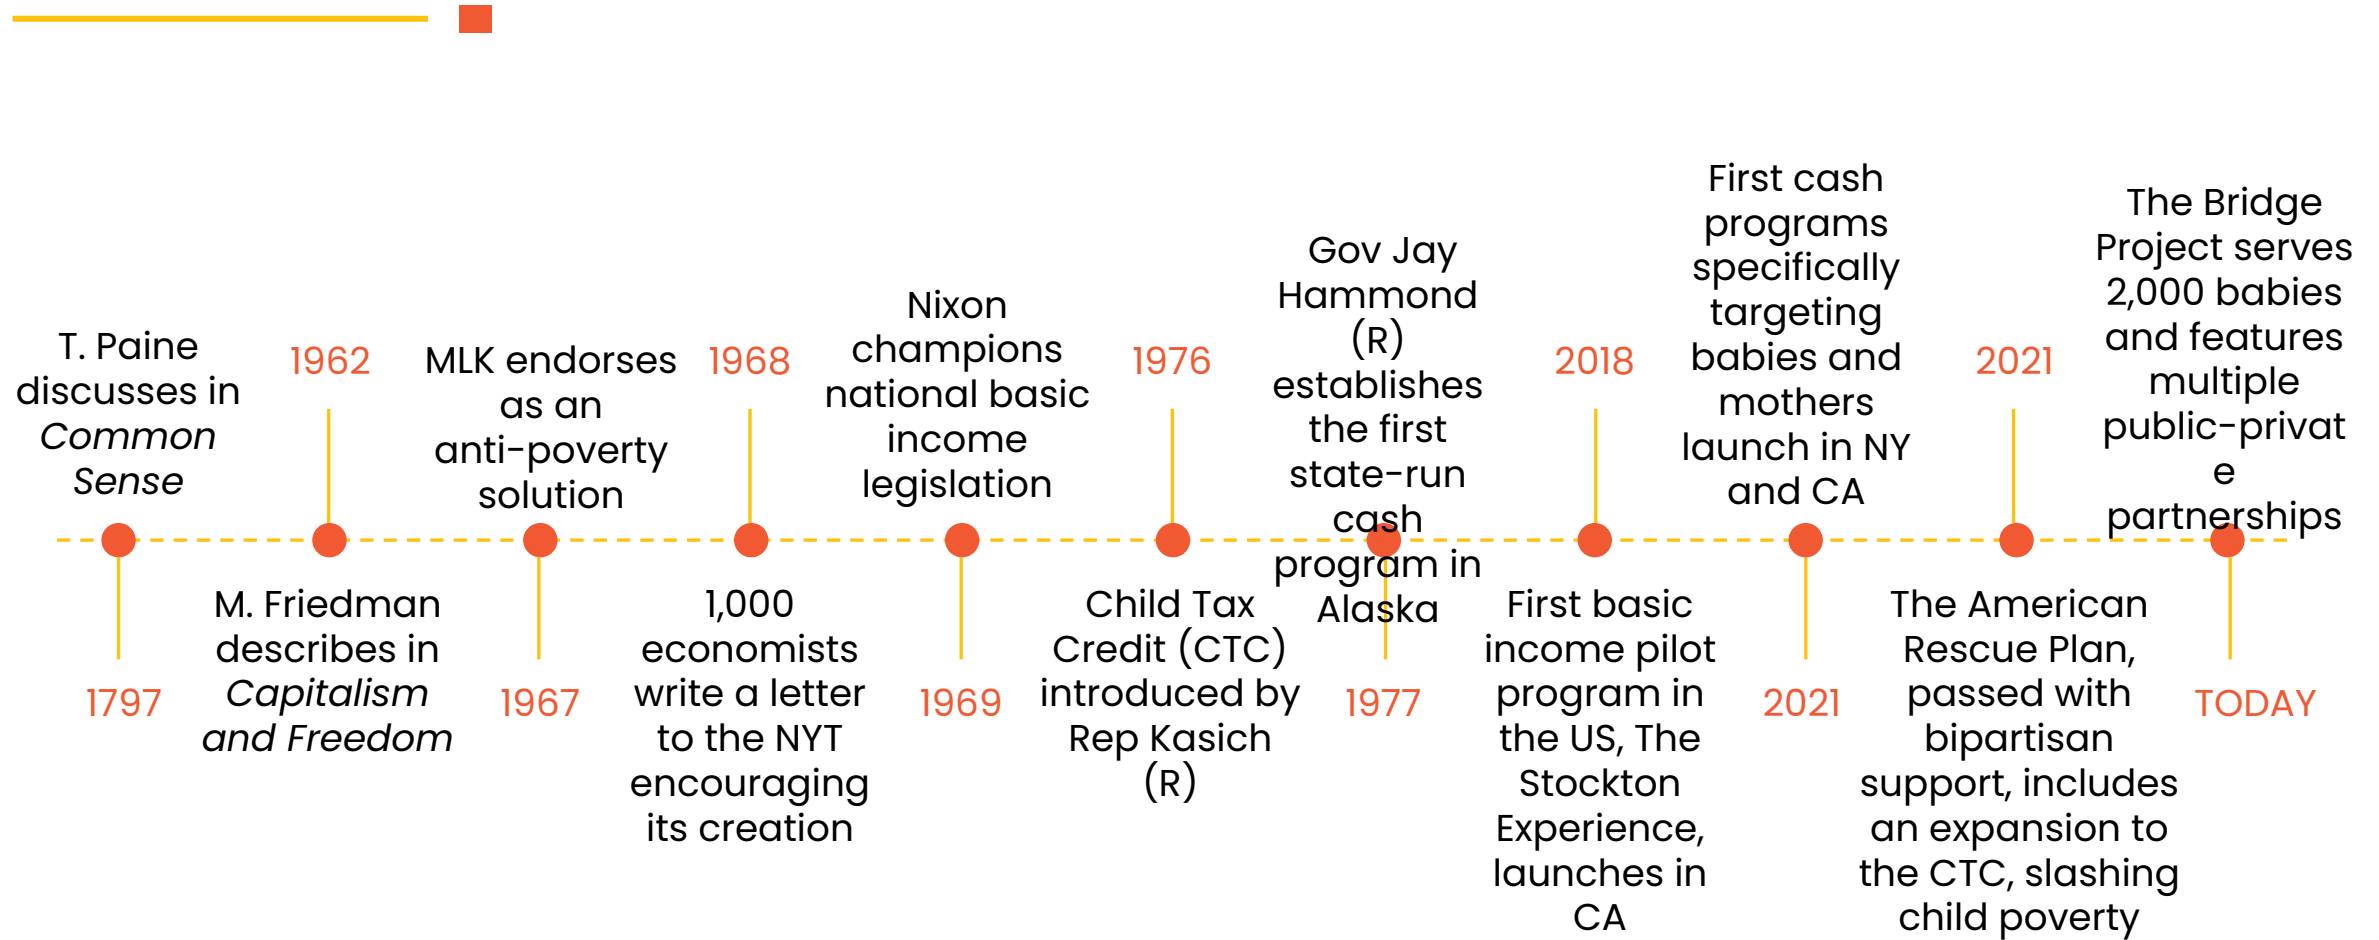 T. Paine
discusses in
Common
Sense
1797
1962
M. Friedman
describes in
Capitalism
and Freedom
MLK endorses
as an
anti-poverty
solution
1967
1968
1,000
economists
write a letter
to the NYT
encouraging
its creation
Nixon
champions
national basic
income
legislation
1969
1976
Child Tax
Credit (CTC)
introduced by
Rep Kasich
(R)
Gov Jay
Hammond
(R)
establishes
the first
state-run
cash
program in
Alaska
1977
2018
First basic
income pilot
program in
the US, The
Stockton
Experience,
launches in
CA
First cash
programs
specifically
targeting
babies and
mothers
launch in NY
and CA
2021
2021
The American
Rescue Plan,
passed with
bipartisan
support, includes
an expansion to
the CTC, slashing
child poverty
The Bridge
Project serves
2,000 babies
and features
multiple
public-privat
e
partnerships
TODAY